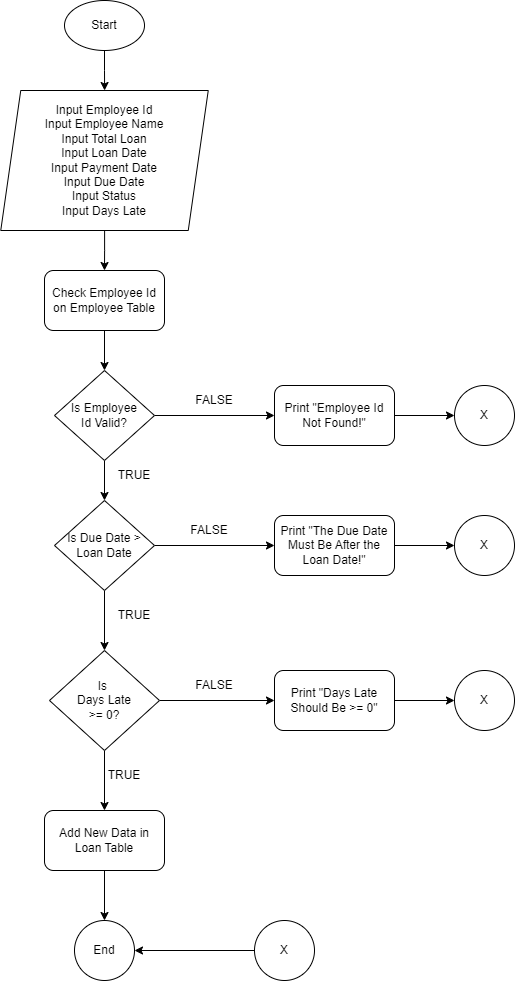 Start
Input Employee Id
Input Employee Name
Input Total Loan
Input Loan Date
Input Payment Date
Input Due Date
Input Status
Input Days Late
Check Employee Id
on Employee Table
Is Employee
Id Valid?
FALSE
Print "Employee Id
Not Found!"
X
TRUE
Is Due Date >
Loan Date
FALSE
Print "The Due Date
Must Be After the
Loan Date!"
X
TRUE
Is
Days Late
>= 0?
FALSE
Print "Days Late
Should Be >= 0"
X
TRUE
Add New Data in
Loan Table
End
X